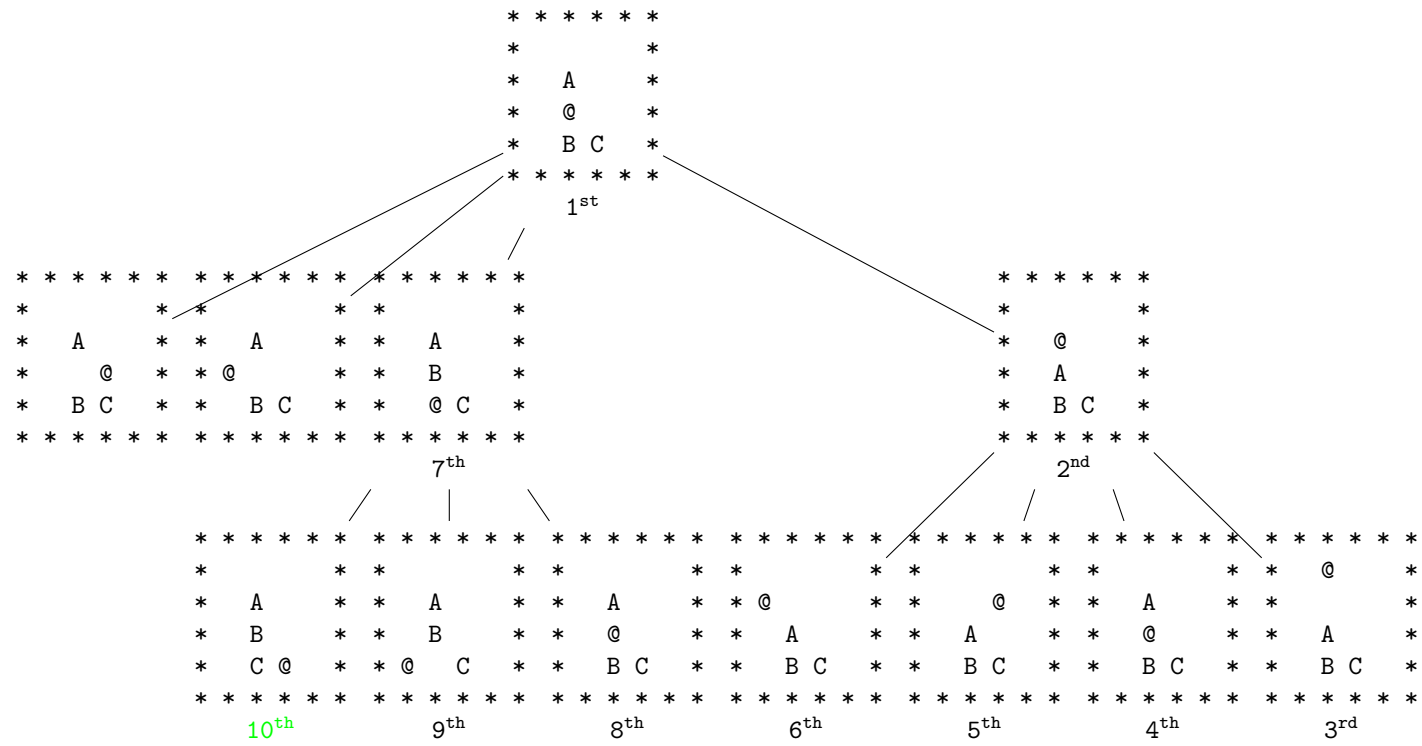 * * * * * *
* *
* A *
* @ *
* B C *
* * * * * *
1st
* * * * * * * * * * * * * * * * * * * * * * * *
* * * * * * * *
* A * * A * * A * * @ *
* @ * * @ * * B * * A *
* B C * * B C * * @ C * * B C *
* * * * * * * * * * * * * * * * * * * * * * * *
7th 2nd
* * * * * * * * * * * * * * * * * * * * * * * * * * * * * * * * * * * * * * * * * *
* * * * * * * * * * * * * @ *
* A * * A * * A * * @ * * @ * * A * * *
* B * * B * * @ * * A * * A * * @ * * A *
* C @ * * @ C * * B C * * B C * * B C * * B C * * B C *
* * * * * * * * * * * * * * * * * * * * * * * * * * * * * * * * * * * * * * * * * *
10th 9th 8th 6th 5th 4th 3rd